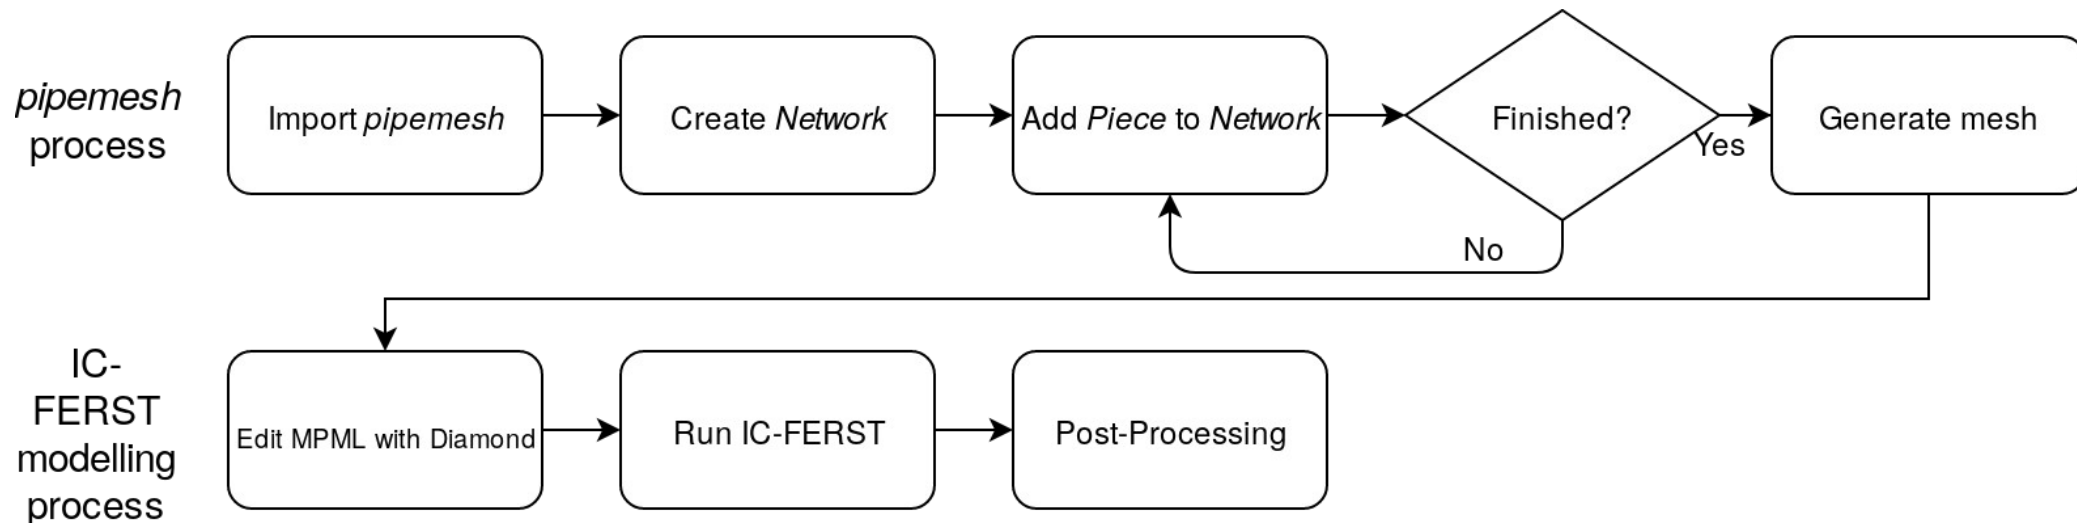 pipemesh
process
Import pipemesh
Create Network
Add Piece to Network
Finished?
Yes
Generate mesh
No
IC-
FERST
modelling
process
Edit MPML with Diamond
Run IC-FERST
Post-Processing